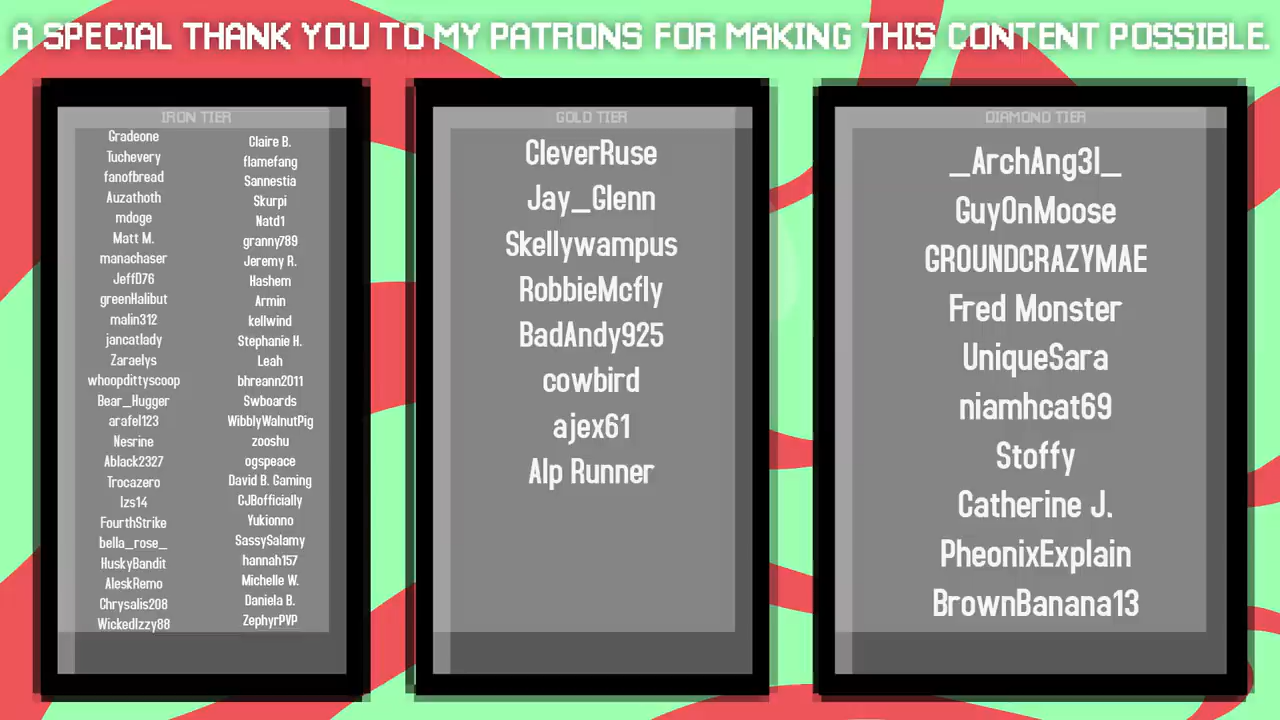 A SPECIAL THANK YOU TO MY PATRONS FOR MAKING THIS CONTENT POSSIBLE.
IRON TIER
Gradeone
Tuchevery
fanofbread
Auzathoth
mdoge
Matt M.
manachaser
JeffD76
greenHalibut
malin312
jancatlady
Zaraelys
whoopdittyscoop
Bear_Hugger
arafel123
Nesrine
Ablack2327
Trocazero
lzs14
FourthStrike
bella_rose_
HuskyBandit
AleskRemo
Chrysalis208
WickedIzzy88
Claire B.
flamefang
Sannestia
Skurpi
Natd1
granny789
Jeremy R.
Hashem
Armin
kellwind
Stephanie H.
Leah
bhreann2011
Swboards
WibblyWalnutPig
zooshu
ogspeace
David B. Gaming
CJBofficially
Yukionno
SassySalamy
hannah157
Michelle W.
Daniela B.
ZephyrPVP
GOLD TIER
CleverRuse
Jay_Glenn
Skellywampus
RobbieMcfly
BadAndy925
cowbird
ajex61
Alp Runner
DIAMOND TIER
_ArchAng3l_
GuyOnMoose
GROUNDCRAZYMAE
Fred Monster
UniqueSara
niamhcat69
Stoffy
Catherine J.
PheonixExplain
BrownBanana13